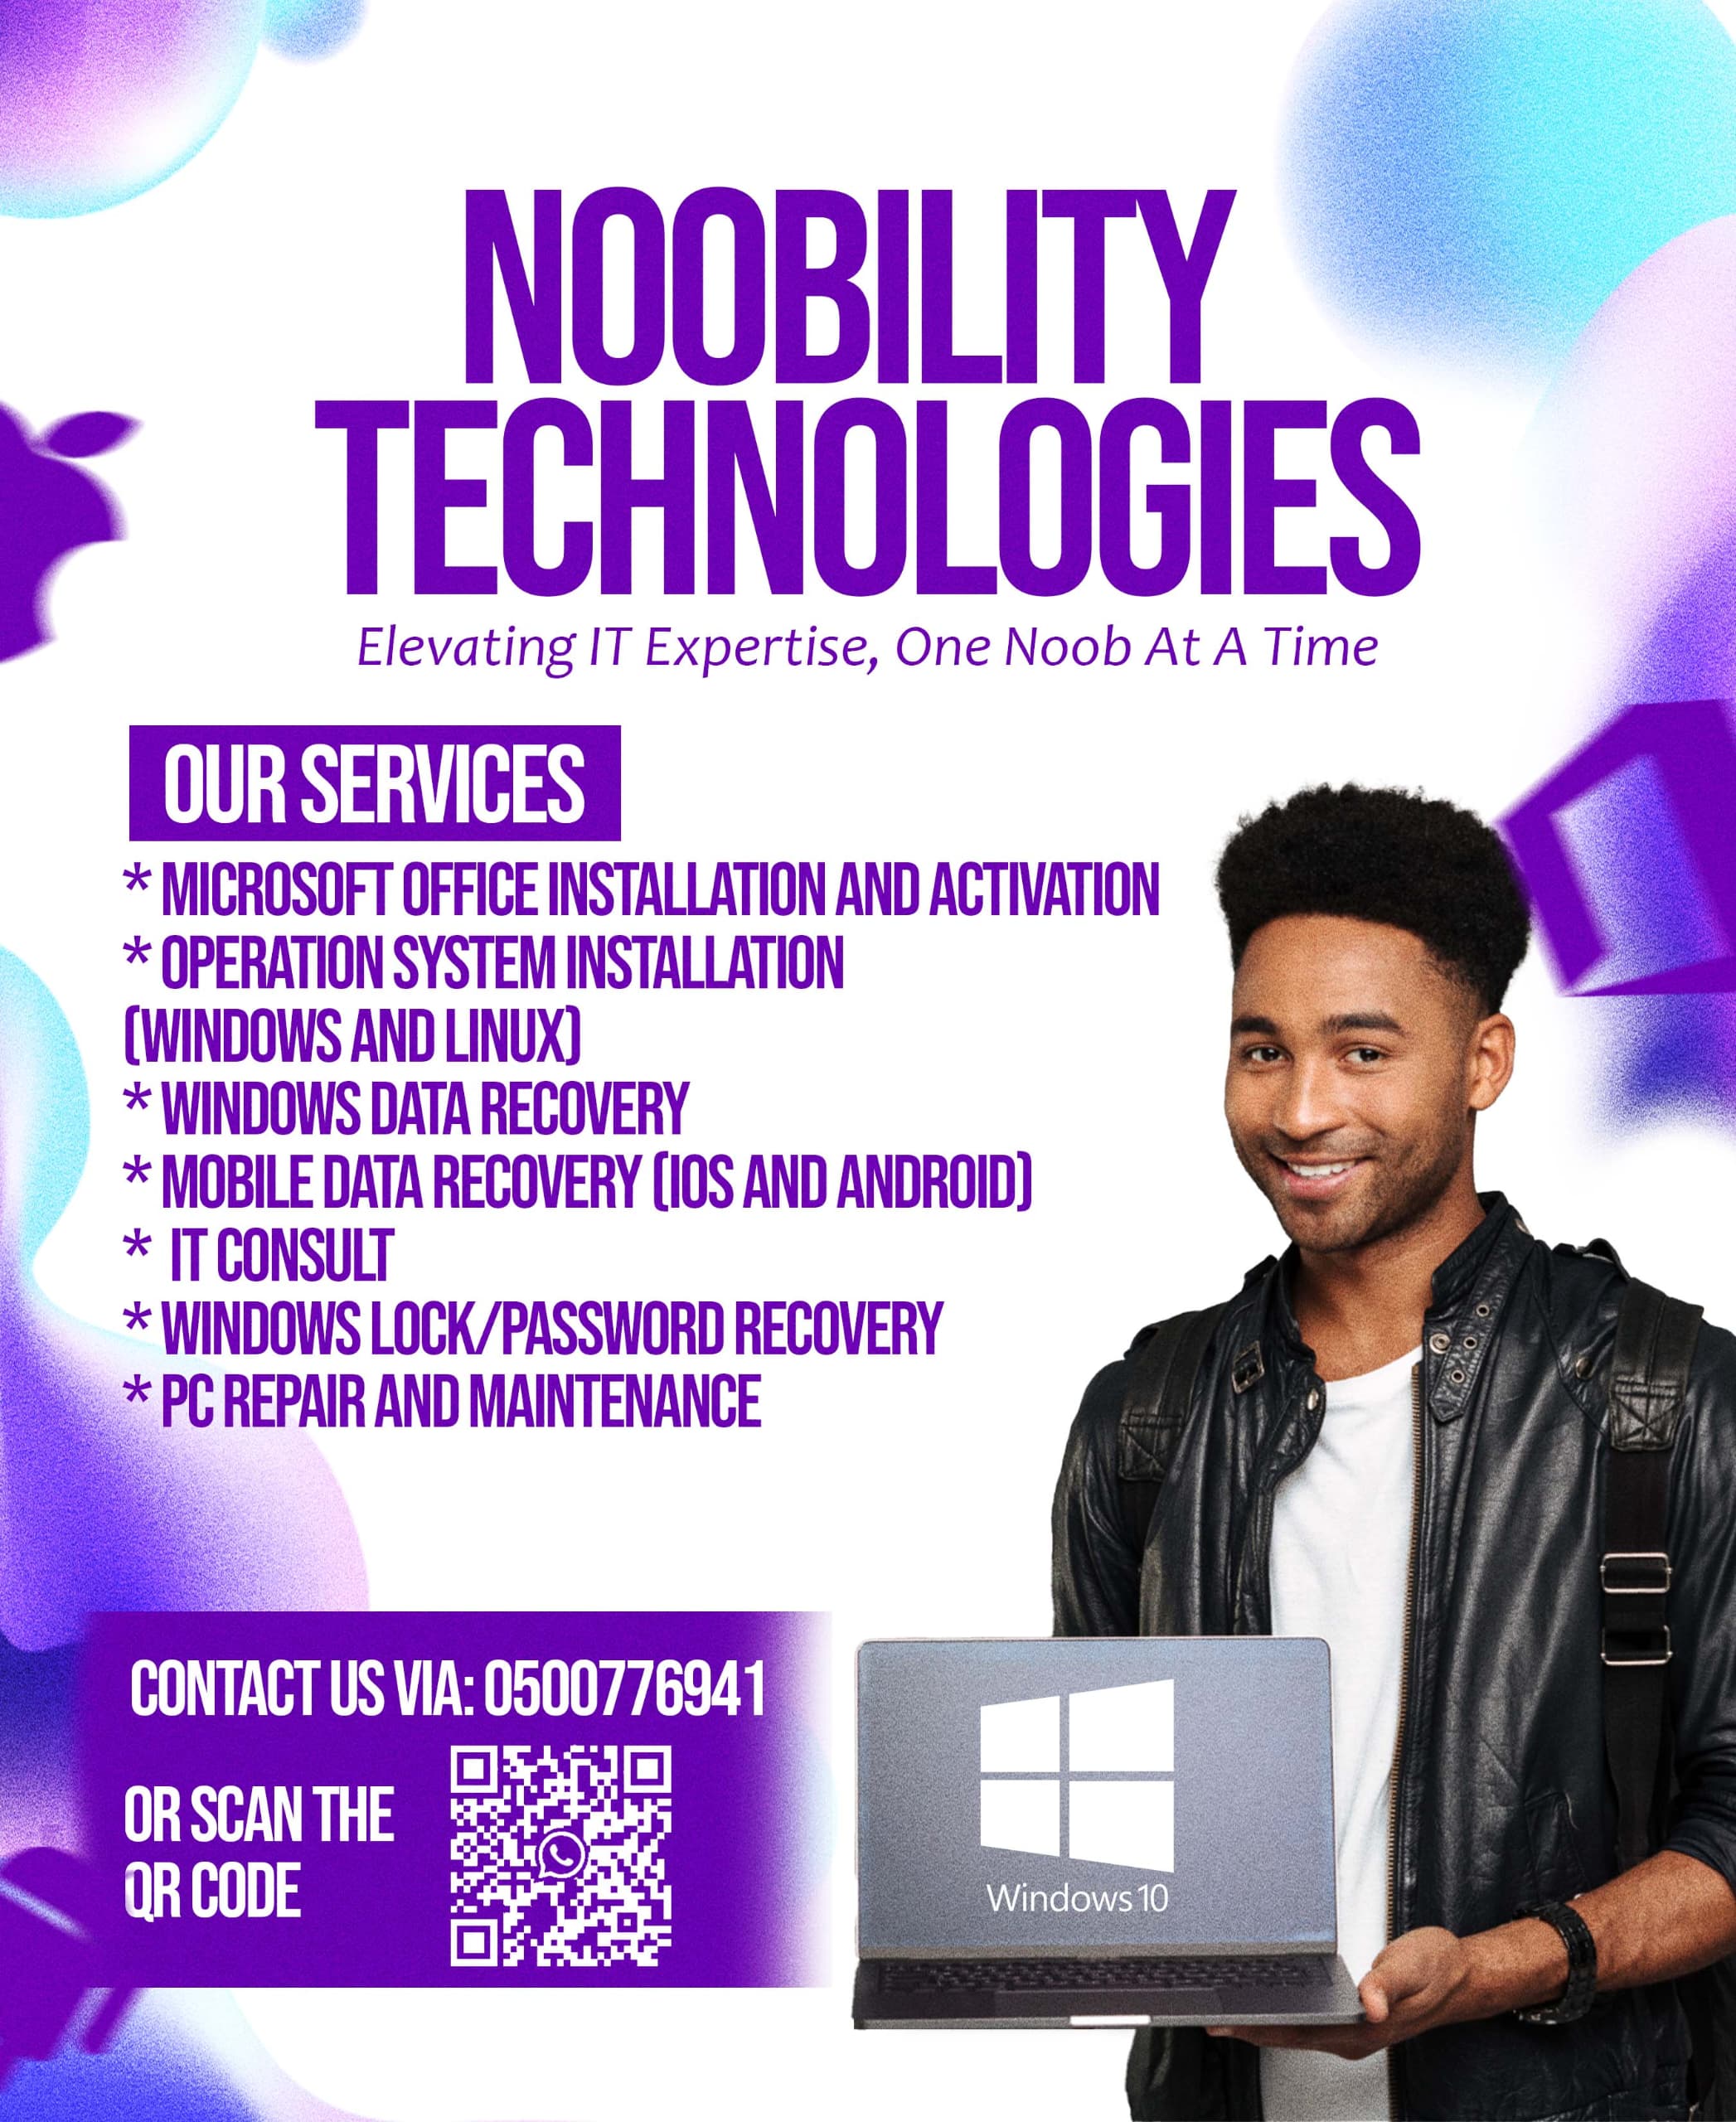 NOOBILITY
TECHNOLOGIES
Elevating IT Expertise, One Noob At A Time
OUR SERVICES
* MICROSOFT OFFICE INSTALLATION AND ACTIVATION
* OPERATION SYSTEM INSTALLATION
(WINDOWS AND LINUX)
* WINDOWS DATA RECOVERY
* MOBILE DATA RECOVERY (IOS AND ANDROID)
* IT CONSULT
* WINDOWS LOCK/PASSWORD RECOVERY
* PC REPAIR AND MAINTENANCE
CONTACT US VIA: 0500776941
OR SCAN THE
QR CODE
Windows 10